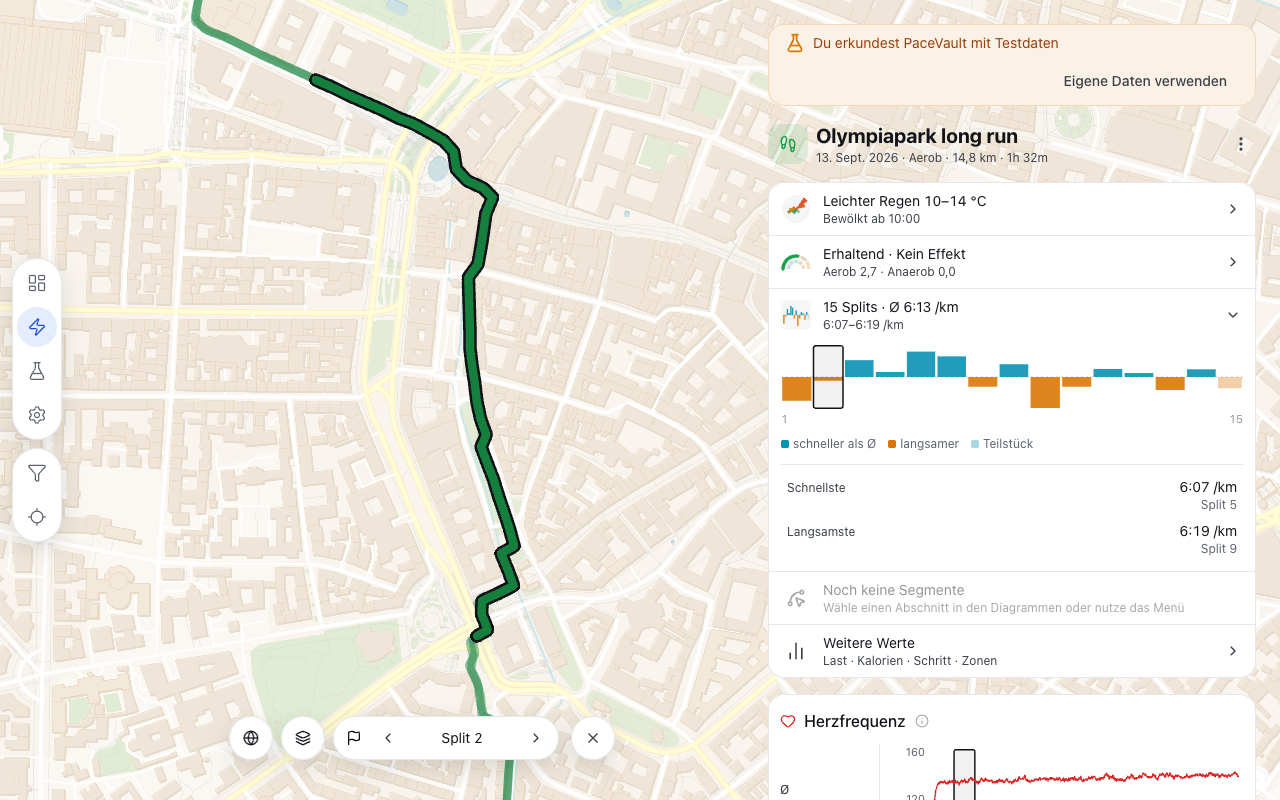 Du erkundest PaceVault mit Testdaten
Eigene Daten verwenden
Olympiapark long run
13. Sept. 2026 · Aerob · 14,8 km · 1h 32m
Leichter Regen 10–14 °C
Bewölkt ab 10:00
Erhaltend · Kein Effekt
Aerob 2,7 · Anaerob 0,0
15 Splits · Ø 6:13 /km
6:07–6:19 /km
1
15
schneller als Ø
langsamer
Teilstück
Schnellste
6:07 /km
Split 5
Langsamste
6:19 /km
Split 9
Noch keine Segmente
Wähle einen Abschnitt in den Diagrammen oder nutze das Menü
Weitere Werte
Last · Kalorien · Schritt · Zonen
Split 2
Herzfrequenz
160
Ø
120